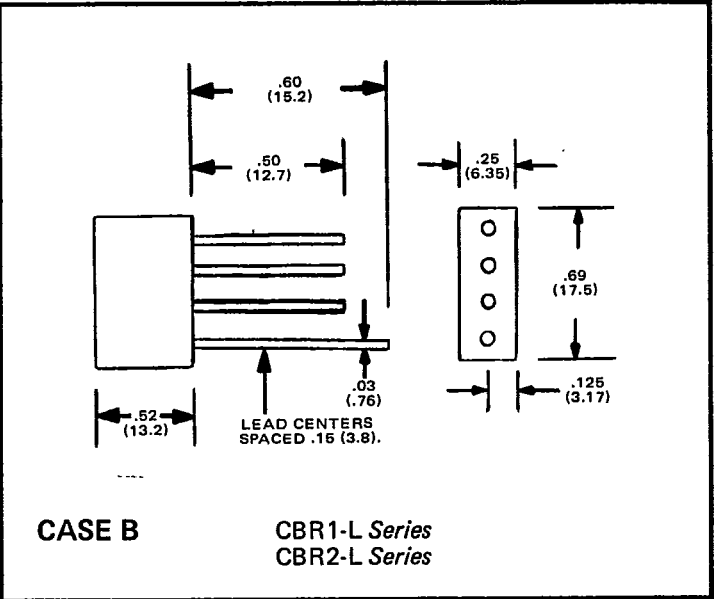 .60
(15.2)
.50
(12.7)
.25
(6.35)
.69
(17.5)
.03
(.76)
.125
(3.17)
.52
(13.2)
LEAD CENTERS
SPACED .15 (3.8).
CASE B
CBR1-L Series
CBR2-L Series